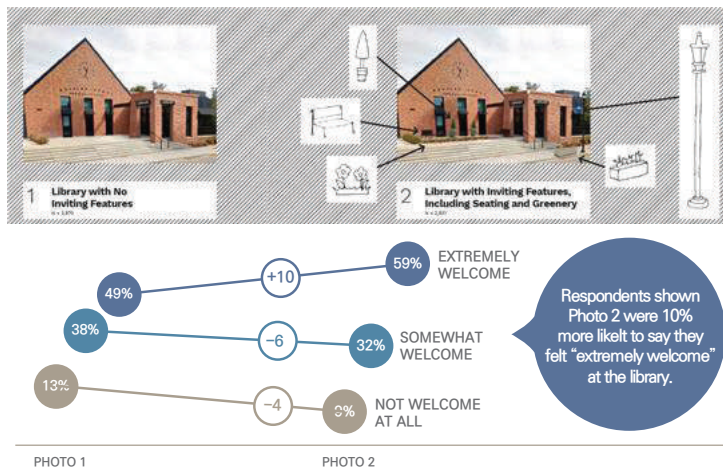 1 Library with No
Inviting Features
2 Library with Inviting Features,
Including Seating and Greenery
49%
+10
59%
EXTREMELY
WELCOME
38%
−6
32%
SOMEWHAT
WELCOME
13%
−4
9%
NOT WELCOME
AT ALL
Respondents shown
Photo 2 were 10%
more likelt to say they
felt “extremely welcome”
at the library.
PHOTO 1
PHOTO 2